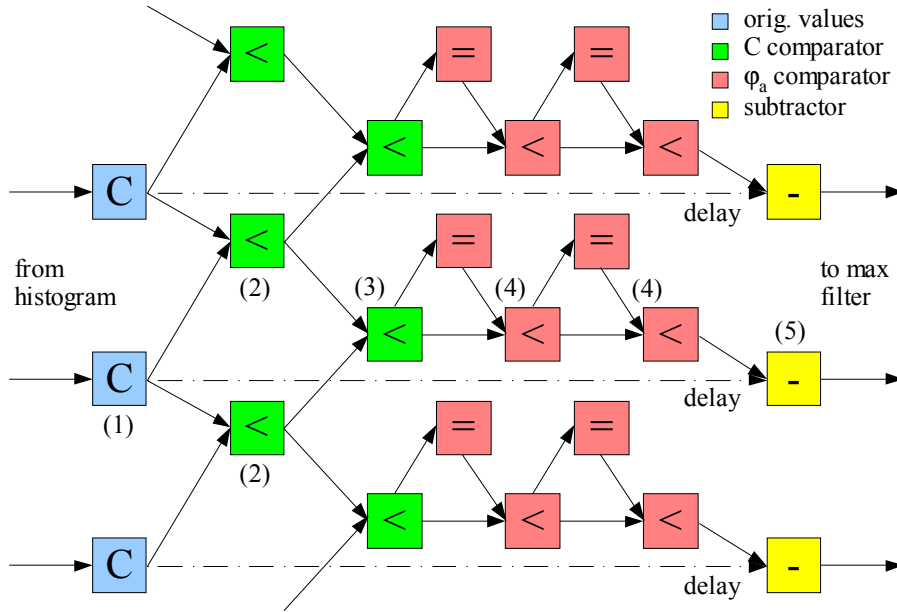 orig. values
C comparator
φa comparator
subtractor
< = =
< < <
C delay -
from
histogram
to max
filter
< = =
(2) (3) (4) (4)
< < <
(5)
C delay -
(1)
< = =
(2)
< < <
C delay -